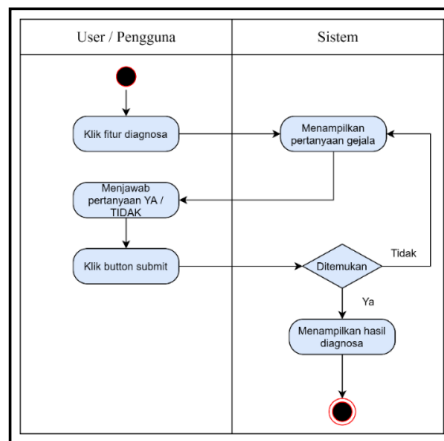 User / Pengguna
Sistem
Klik fitur diagnosa
Menampilkan
pertanyaan gejala
Menjawab
pertanyaan YA /
TIDAK
Klik button submit
Ditemukan
Tidak
Ya
Menampilkan hasil
diagnosa